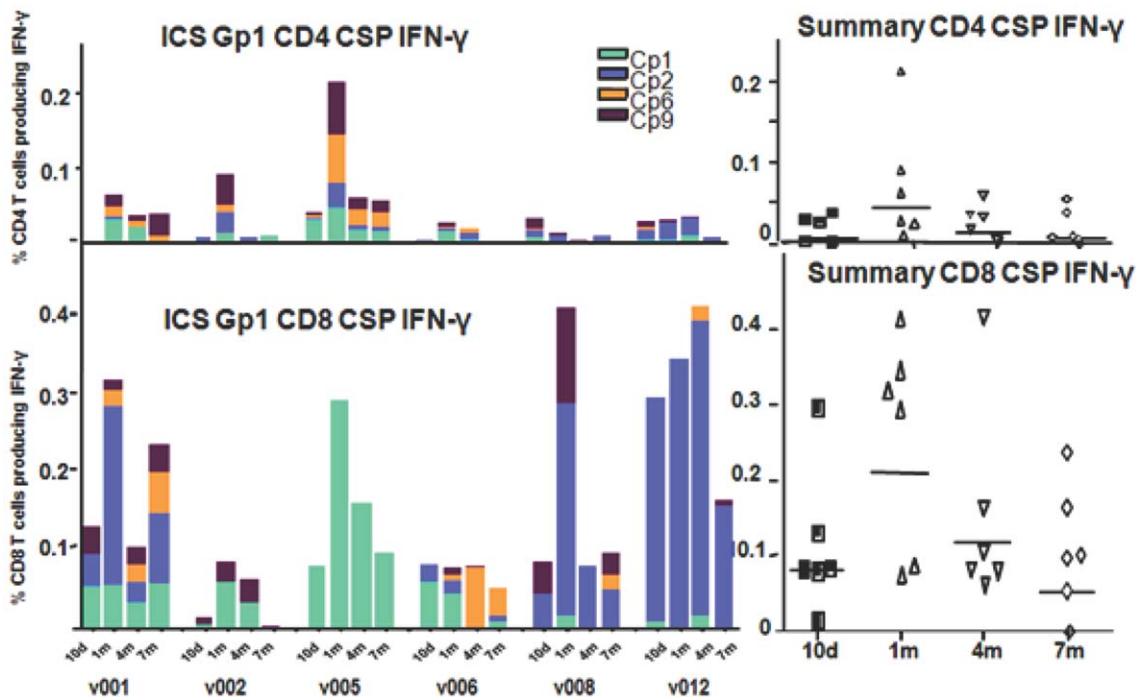 ICS Gp1 CD4 CSP IFN-γ
% CD4 T cells producing IFN-γ
0.2
0.1
0
Cp1
Cp2
Cp6
Cp9
Summary CD4 CSP IFN-γ
0.2
0.1
0
ICS Gp1 CD8 CSP IFN-γ
% CD8 T cells producing IFN-γ
0.4
0.3
0.2
0.1
10d 1m 4m 7m 10d 1m 4m 7m 10d 1m 4m 7m 10d 1m 4m 7m 10d 1m 4m 7m 10d 1m 4m 7m
v001 v002 v005 v006 v008 v012
Summary CD8 CSP IFN-γ
0.4
0.3
0.2
0.1
0
10d 1m 4m 7m